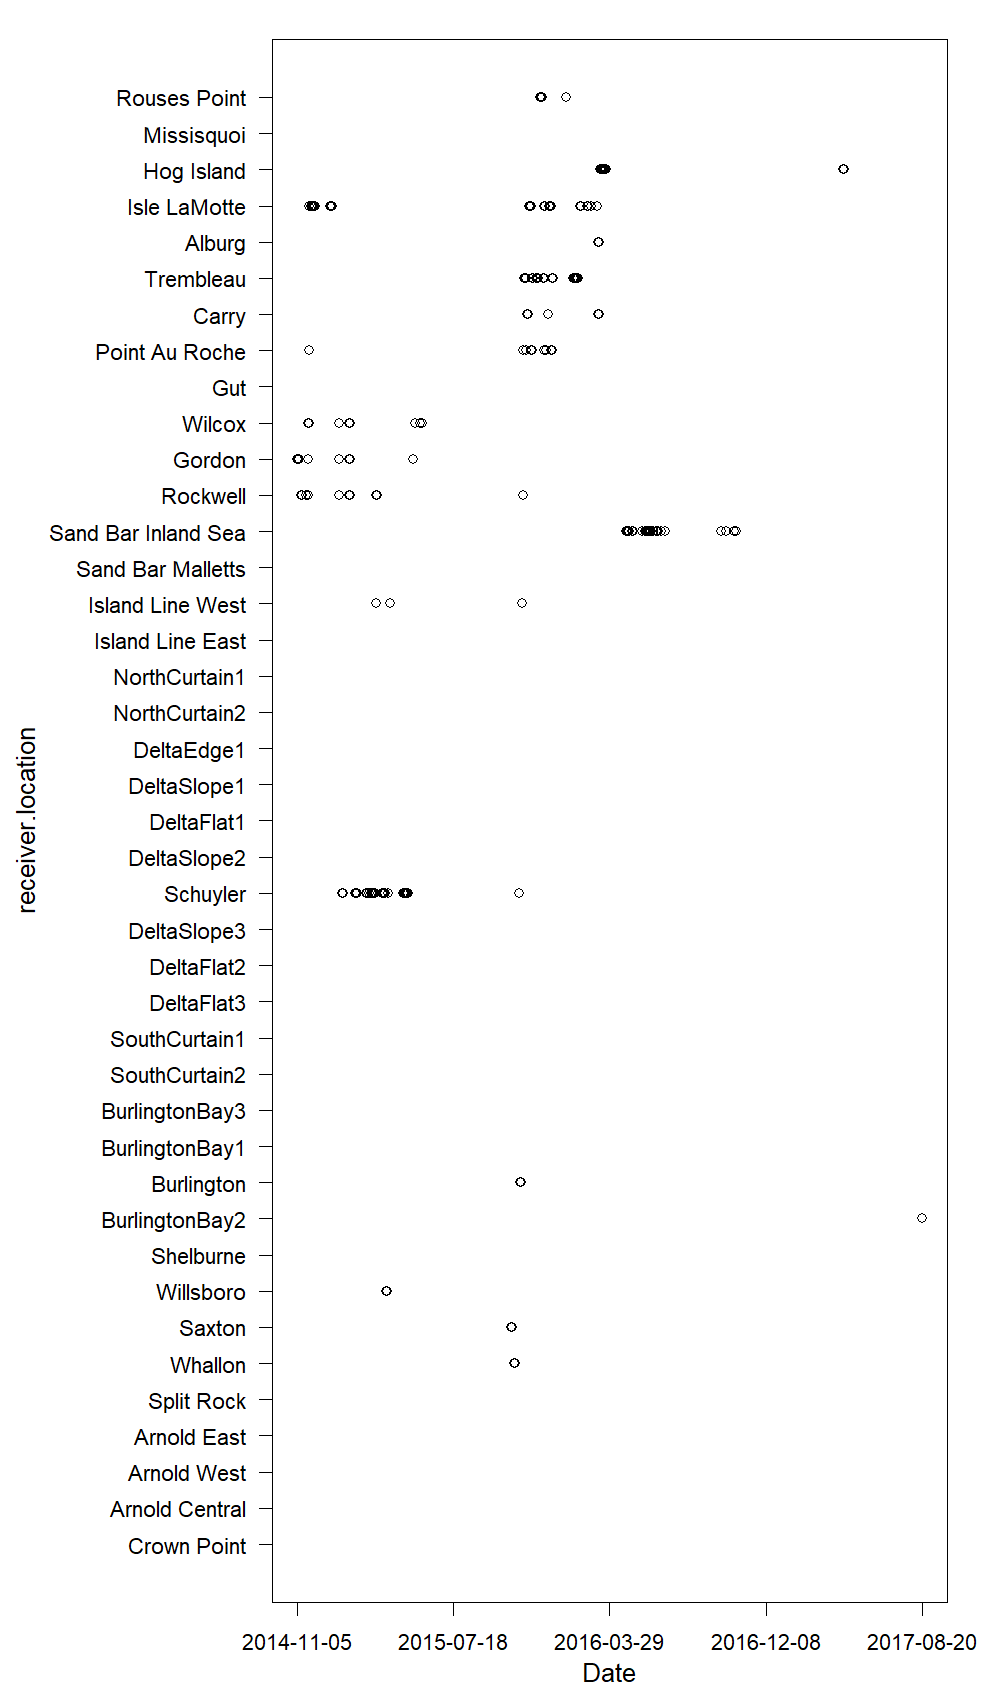 Rouses Point
Missisquoi
Hog Island
Isle LaMotte
Alburg
Trembleau
Carry
Point Au Roche
Gut
Wilcox
Gordon
Rockwell
Sand Bar Inland Sea
Sand Bar Malletts
Island Line West
Island Line East
NorthCurtain1
NorthCurtain2
DeltaEdge1
DeltaSlope1
DeltaFlat1
DeltaSlope2
Schuyler
DeltaSlope3
DeltaFlat2
DeltaFlat3
SouthCurtain1
SouthCurtain2
BurlingtonBay3
BurlingtonBay1
Burlington
BurlingtonBay2
Shelburne
Willsboro
Saxton
Whallon
Split Rock
Arnold East
Arnold West
Arnold Central
Crown Point
receiver.location
2014-11-05 2015-07-18 2016-03-29 2016-12-08 2017-08-20
Date